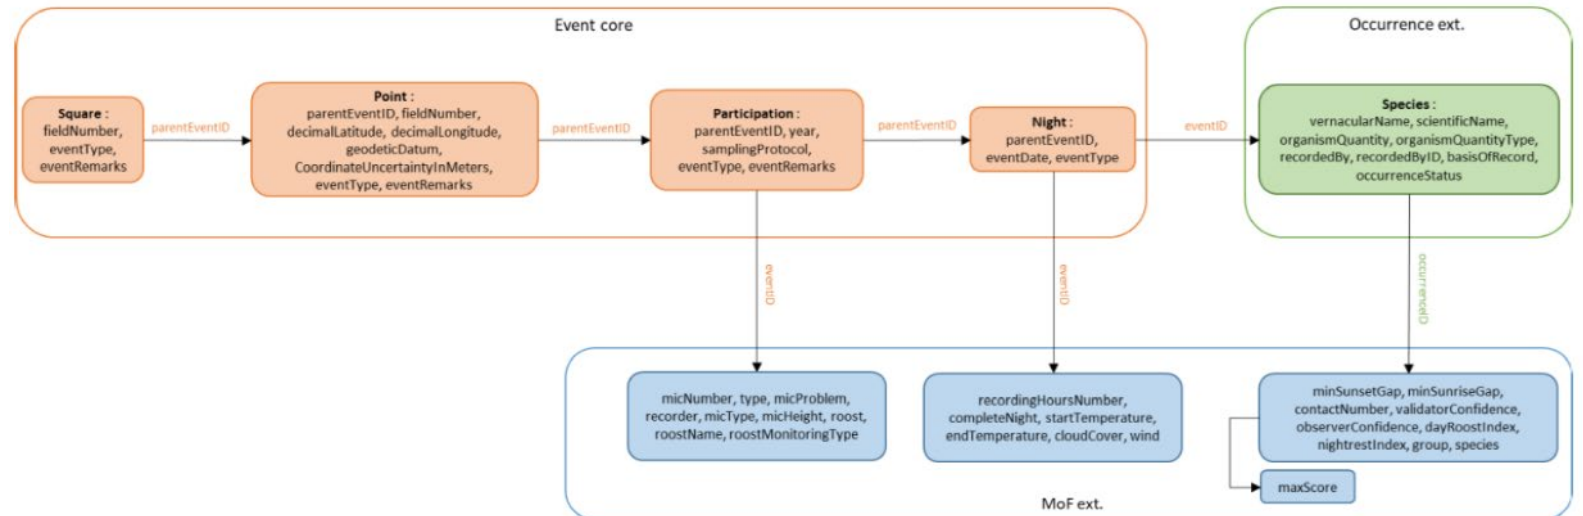 Event core
Square :
fieldNumber,
eventType,
eventRemarks
parentEventID
Point :
parentEventID, fieldNumber,
decimalLatitude, decimalLongitude,
geodeticDatum,
CoordinateUncertaintyInMeters,
eventType, eventRemarks
parentEventID
Participation :
parentEventID, year,
samplingProtocol,
eventType, eventRemarks
parentEventID
Night :
parentEventID,
eventDate, eventType
eventID
Occurrence ext.
Species :
vernacularName, scientificName,
organismQuantity, organismQuantityType,
recordedBy, recordedByID, basisOfRecord,
occurrenceStatus
eventID
eventID
occurrenceID
micNumber, type, micProblem,
recorder, micType, micHeight, roost,
roostName, roostMonitoringType
recordingHoursNumber,
completeNight, startTemperature,
endTemperature, cloudCover, wind
minSunsetGap, minSunriseGap,
contactNumber, validatorConfidence,
observerConfidence, dayRoostIndex,
nightrestIndex, group, species
maxScore
MoF ext.